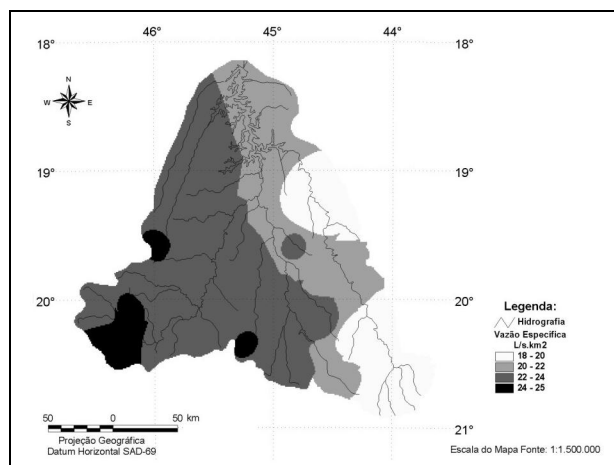 46° 45° 44°
18° 18°
N
W E
S
19° 19°
20° 20°
Legenda:
Hidrografia
Vazão Específica
L/s.km2
18 - 20
20 - 22
22 - 24
24 - 25
50 0 50 km
21°
Projeção Geográfica
Datum Horizontal SAD-69
Escala do Mapa Fonte: 1:1.500.000